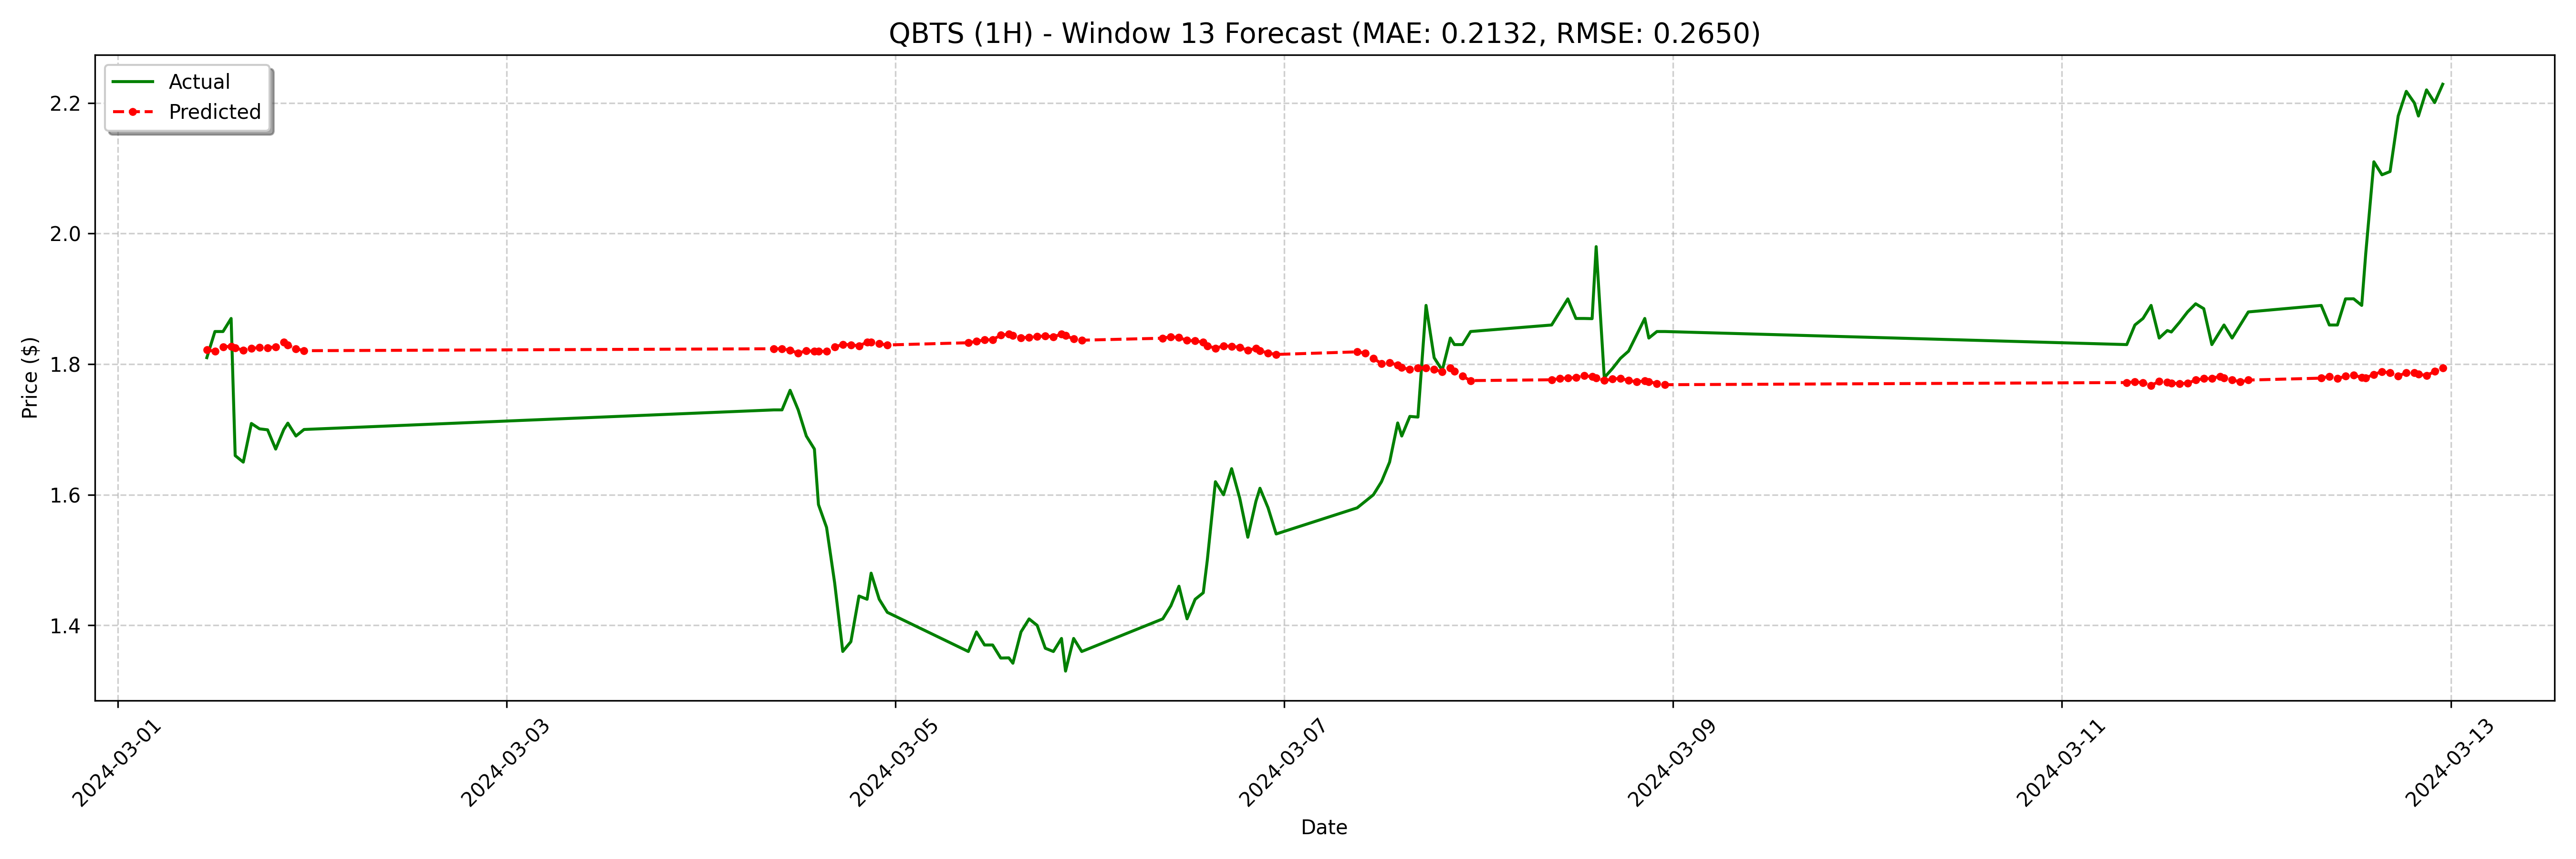 QBTS (1H) - Window 13 Forecast (MAE: 0.2132, RMSE: 0.2650)
Actual
Predicted
Price ($)
2.2
2.0
1.8
1.6
1.4
2024-03-01
2024-03-03
2024-03-05
2024-03-07
2024-03-09
2024-03-11
2024-03-13
Date